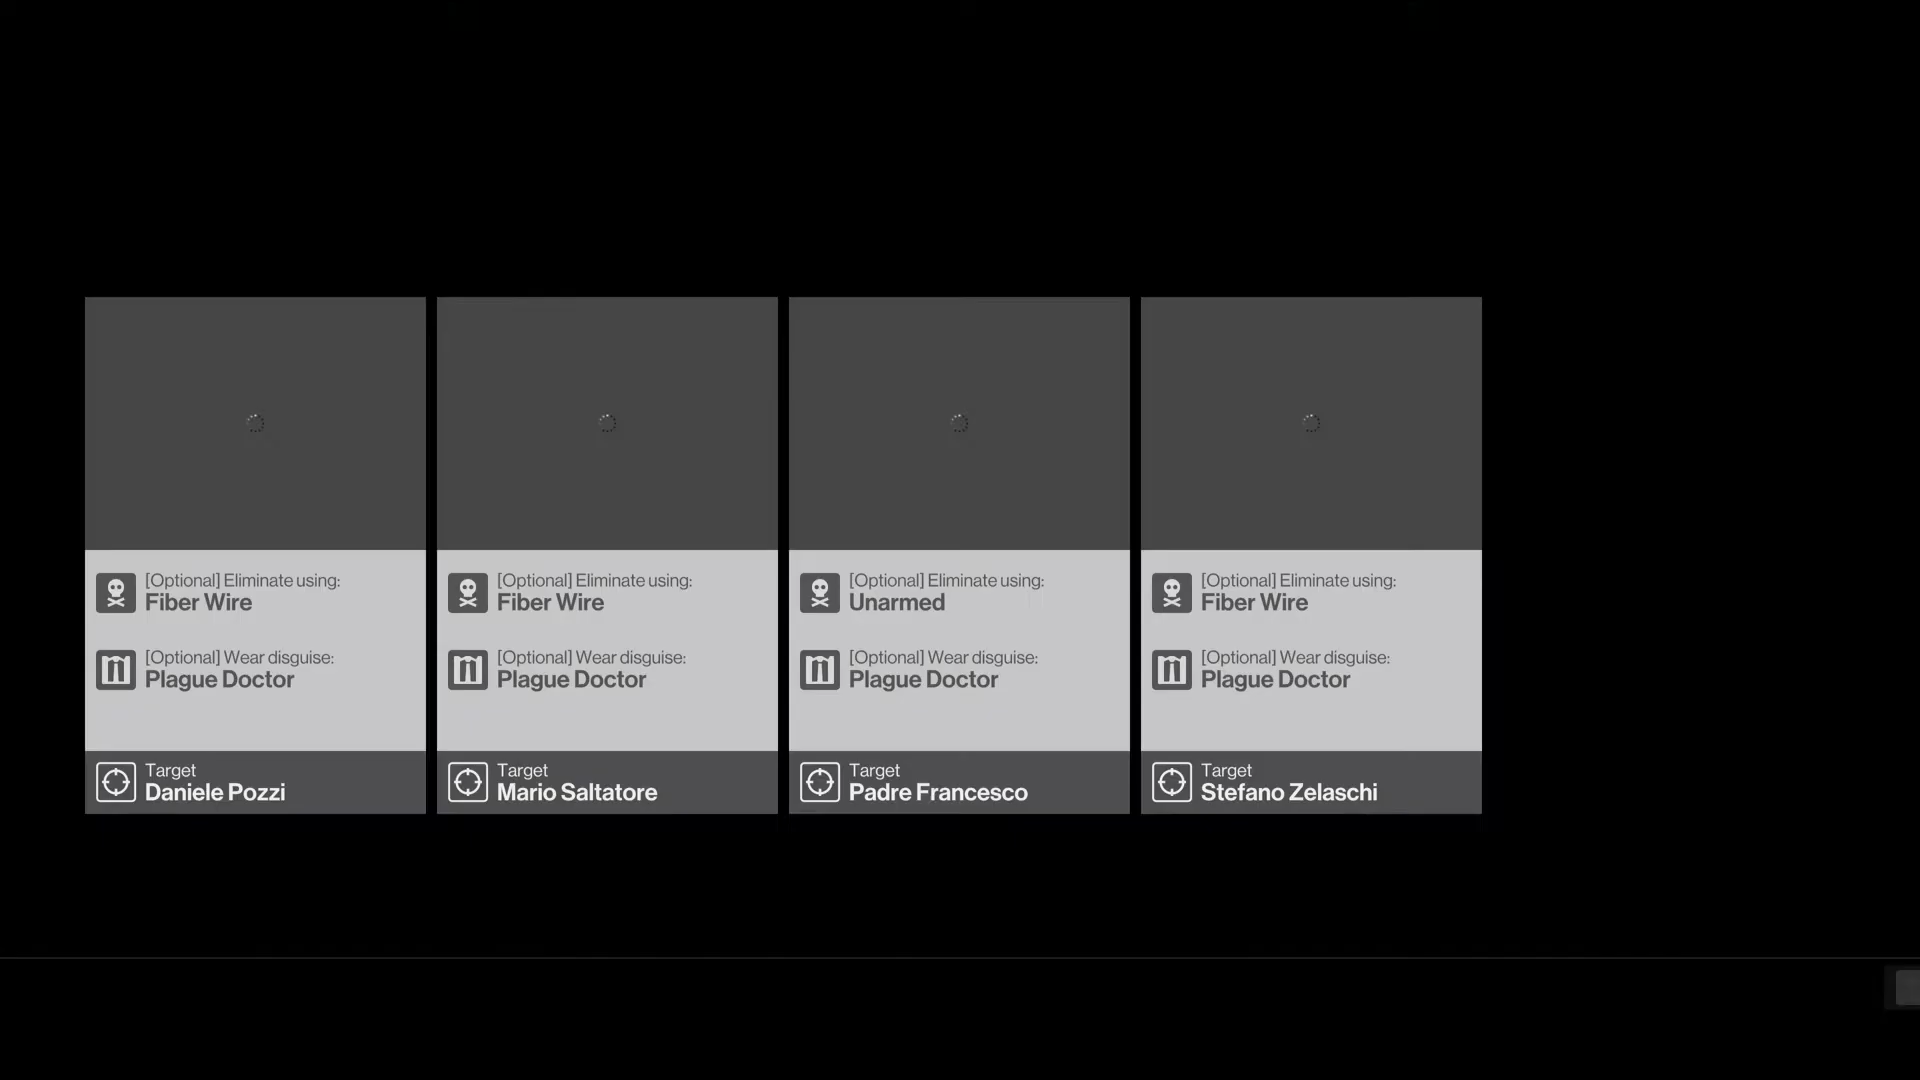 [Optional] Eliminate using:
Fiber Wire
[Optional] Wear disguise:
Plague Doctor
Target
Daniele Pozzi
[Optional] Eliminate using:
Fiber Wire
[Optional] Wear disguise:
Plague Doctor
Target
Mario Saltatore
[Optional] Eliminate using:
Unarmed
[Optional] Wear disguise:
Plague Doctor
Target
Padre Francesco
[Optional] Eliminate using:
Fiber Wire
[Optional] Wear disguise:
Plague Doctor
Target
Stefano Zelaschi